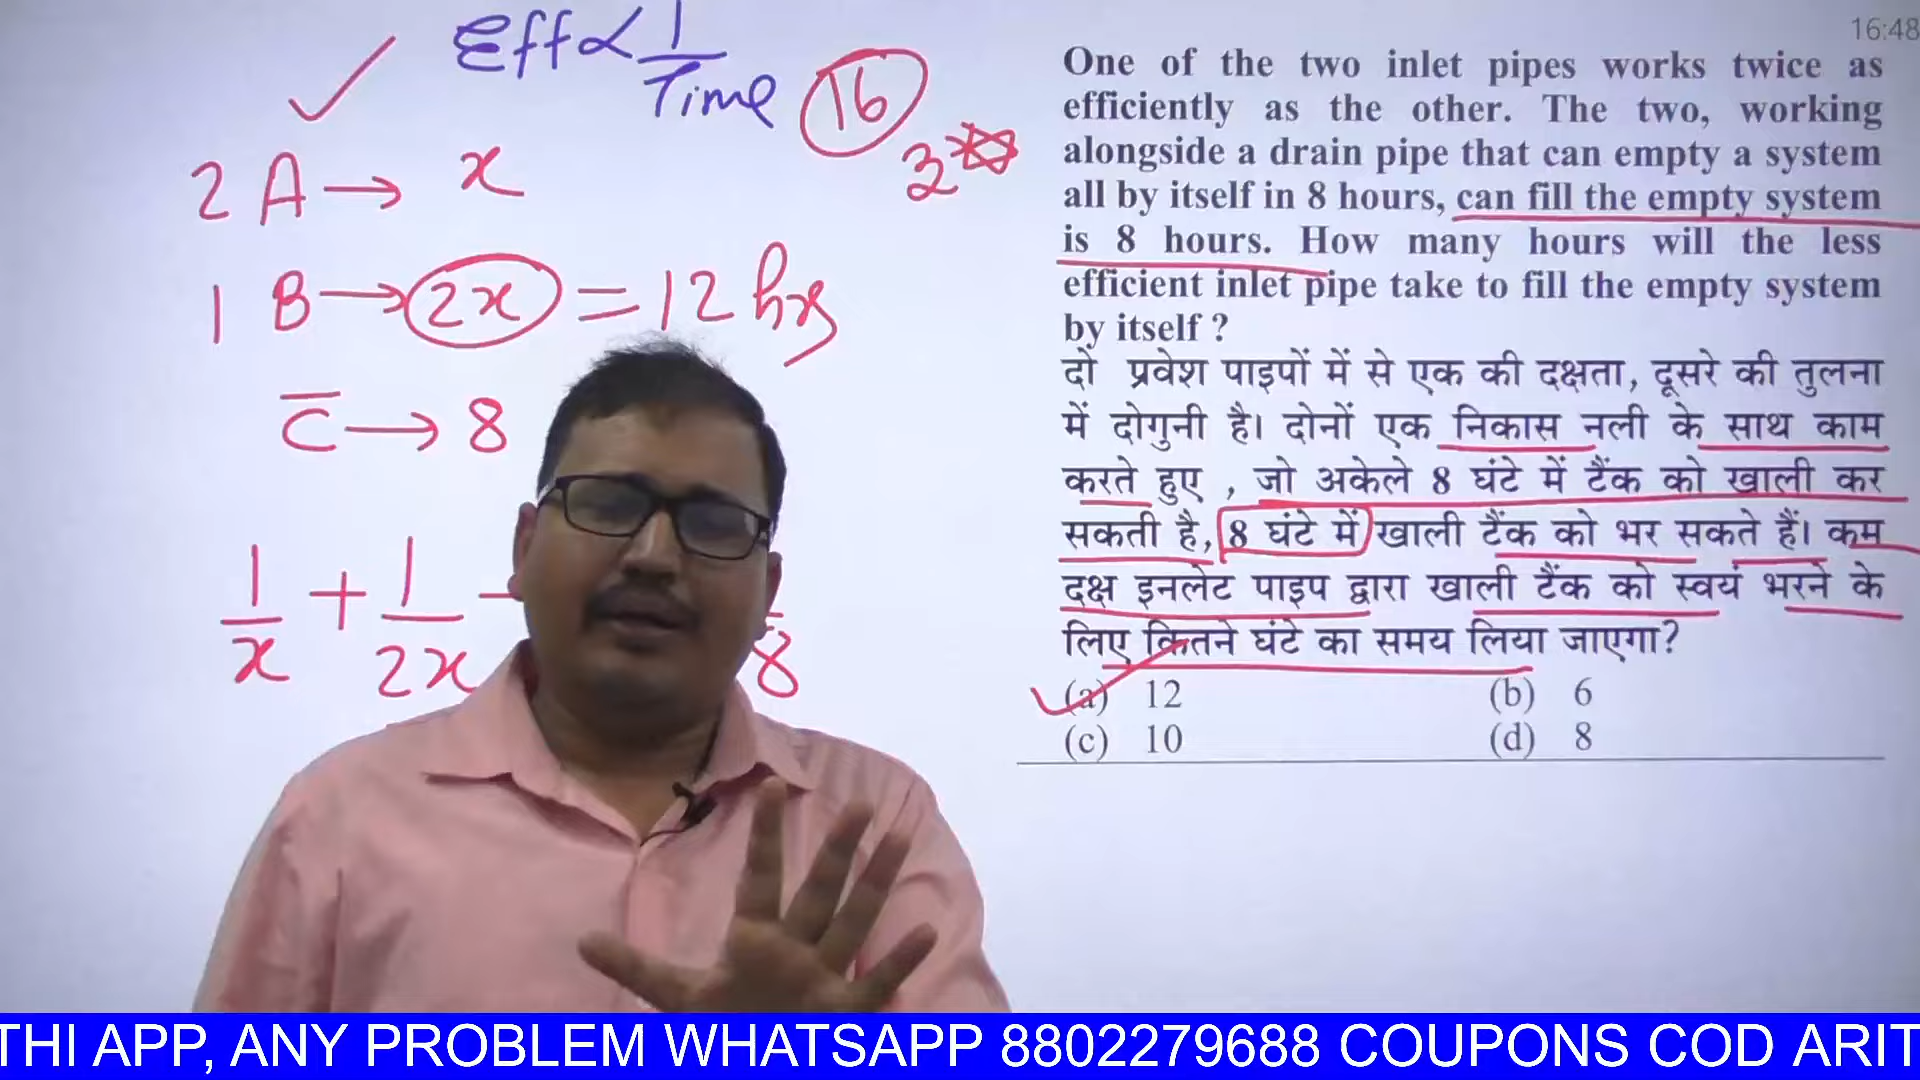 16:48
Eff ∝ 1/Time
16
3
2 A → x
1 B → 2x = 12 hrs
C̅ → 8
1/x + 1/2x -
8
One of the two inlet pipes works twice as
efficiently as the other. The two, working
alongside a drain pipe that can empty a system
all by itself in 8 hours, can fill the empty system
is 8 hours. How many hours will the less
efficient inlet pipe take to fill the empty system
by itself ?
दो प्रवेश पाइपों में से एक की दक्षता, दूसरे की तुलना
में दोगुनी है। दोनों एक निकास नली के साथ काम
करते हुए , जो अकेले 8 घंटे में टैंक को खाली कर
सकती है, 8 घंटे में खाली टैंक को भर सकते हैं। कम
दक्ष इनलेट पाइप द्वारा खाली टैंक को स्वयं भरने के
लिए कितने घंटे का समय लिया जाएगा?
(a) 12 (b) 6
(c) 10 (d) 8
THI APP, ANY PROBLEM WHATSAPP 8802279688 COUPONS COD ARIT